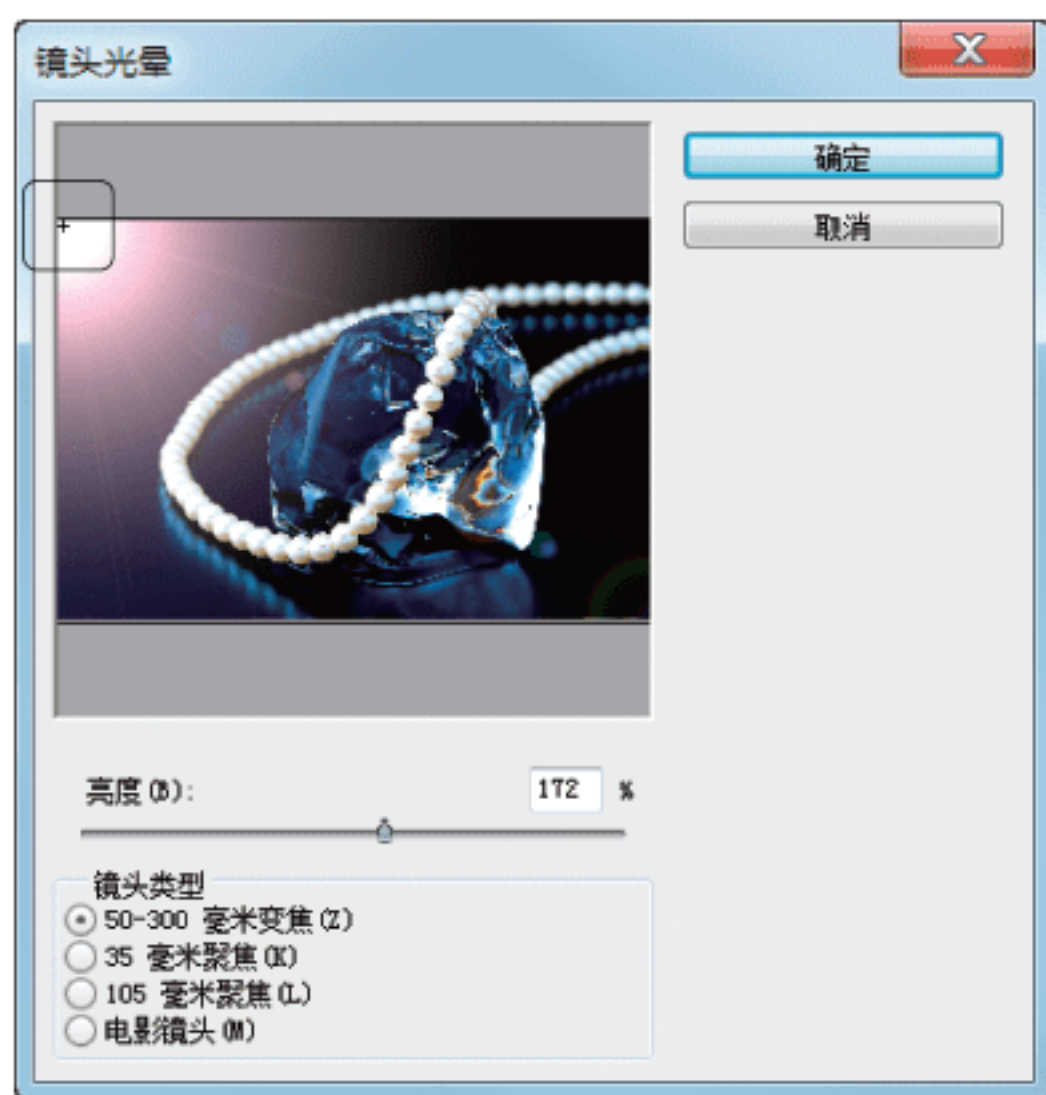 镜头光晕
确定
取消
亮度(B):
172 %
镜头类型
50-300 毫米变焦(Z)
35 毫米聚焦(K)
105 毫米聚焦(L)
电影镜头(M)